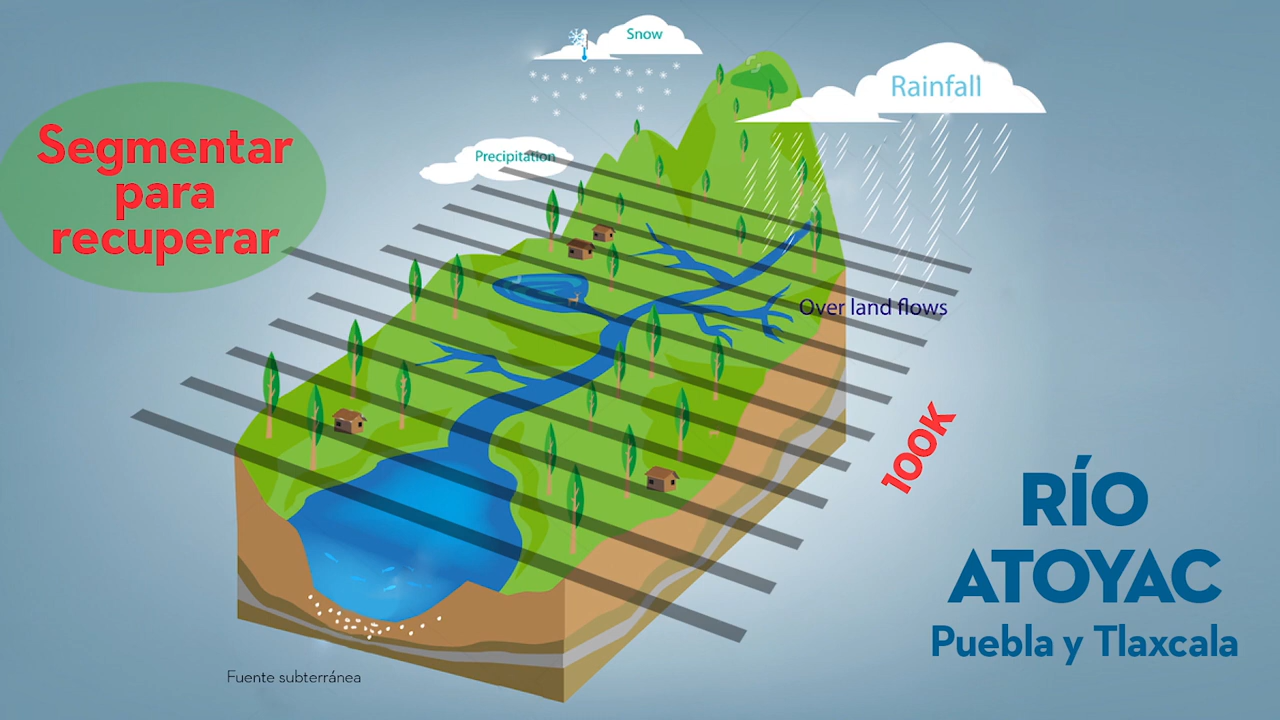 Snow
Rainfall
Segmentar
para
recuperar
Precipitation
Over land flows
100K
RÍO
ATOYAC
Puebla y Tlaxcala
Fuente subterránea